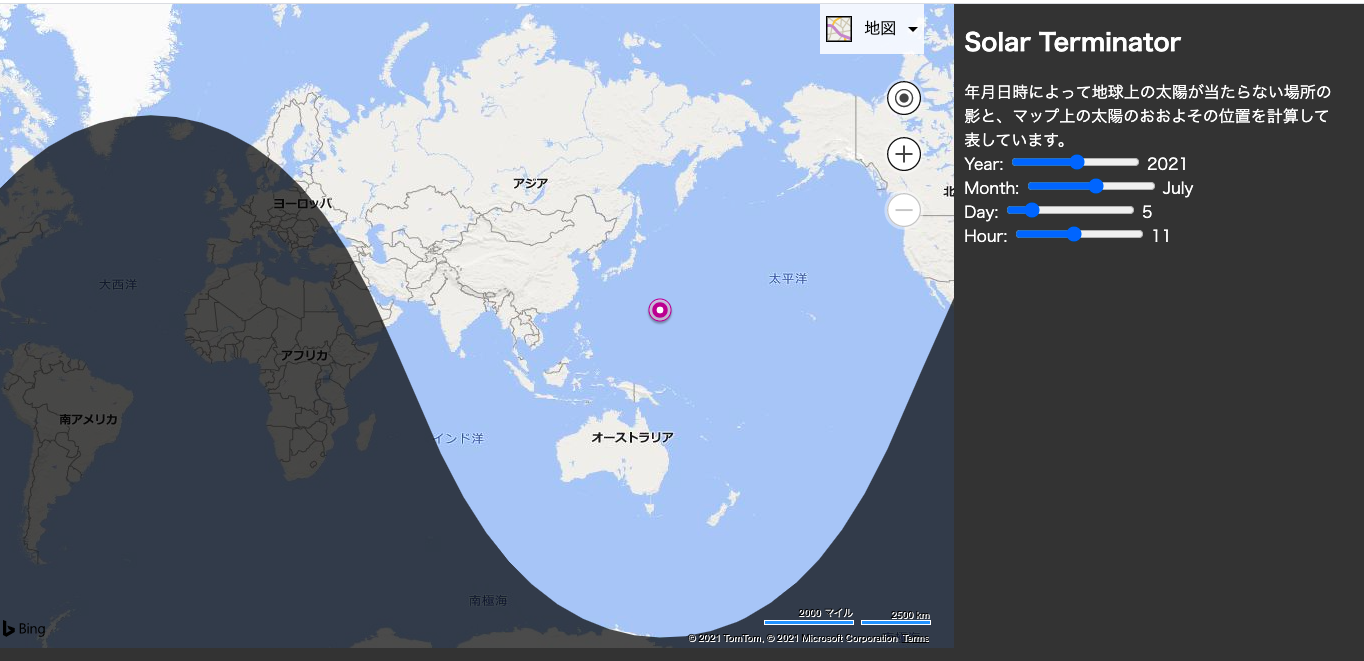 地図
Solar Terminator
年月日時によって地球上の太陽が当たらない場所の
影と、マップ上の太陽のおおよその位置を計算して
表しています。
Year: 2021
Month: July
Day: 5
Hour: 11
アジア
北
ヨーロッパ
大西洋
太平洋
アフリカ
南アメリカ
インド洋
オーストラリア
南極海
2000 マイル
2500 km
Bing
© 2021 TomTom, © 2021 Microsoft Corporation Terms